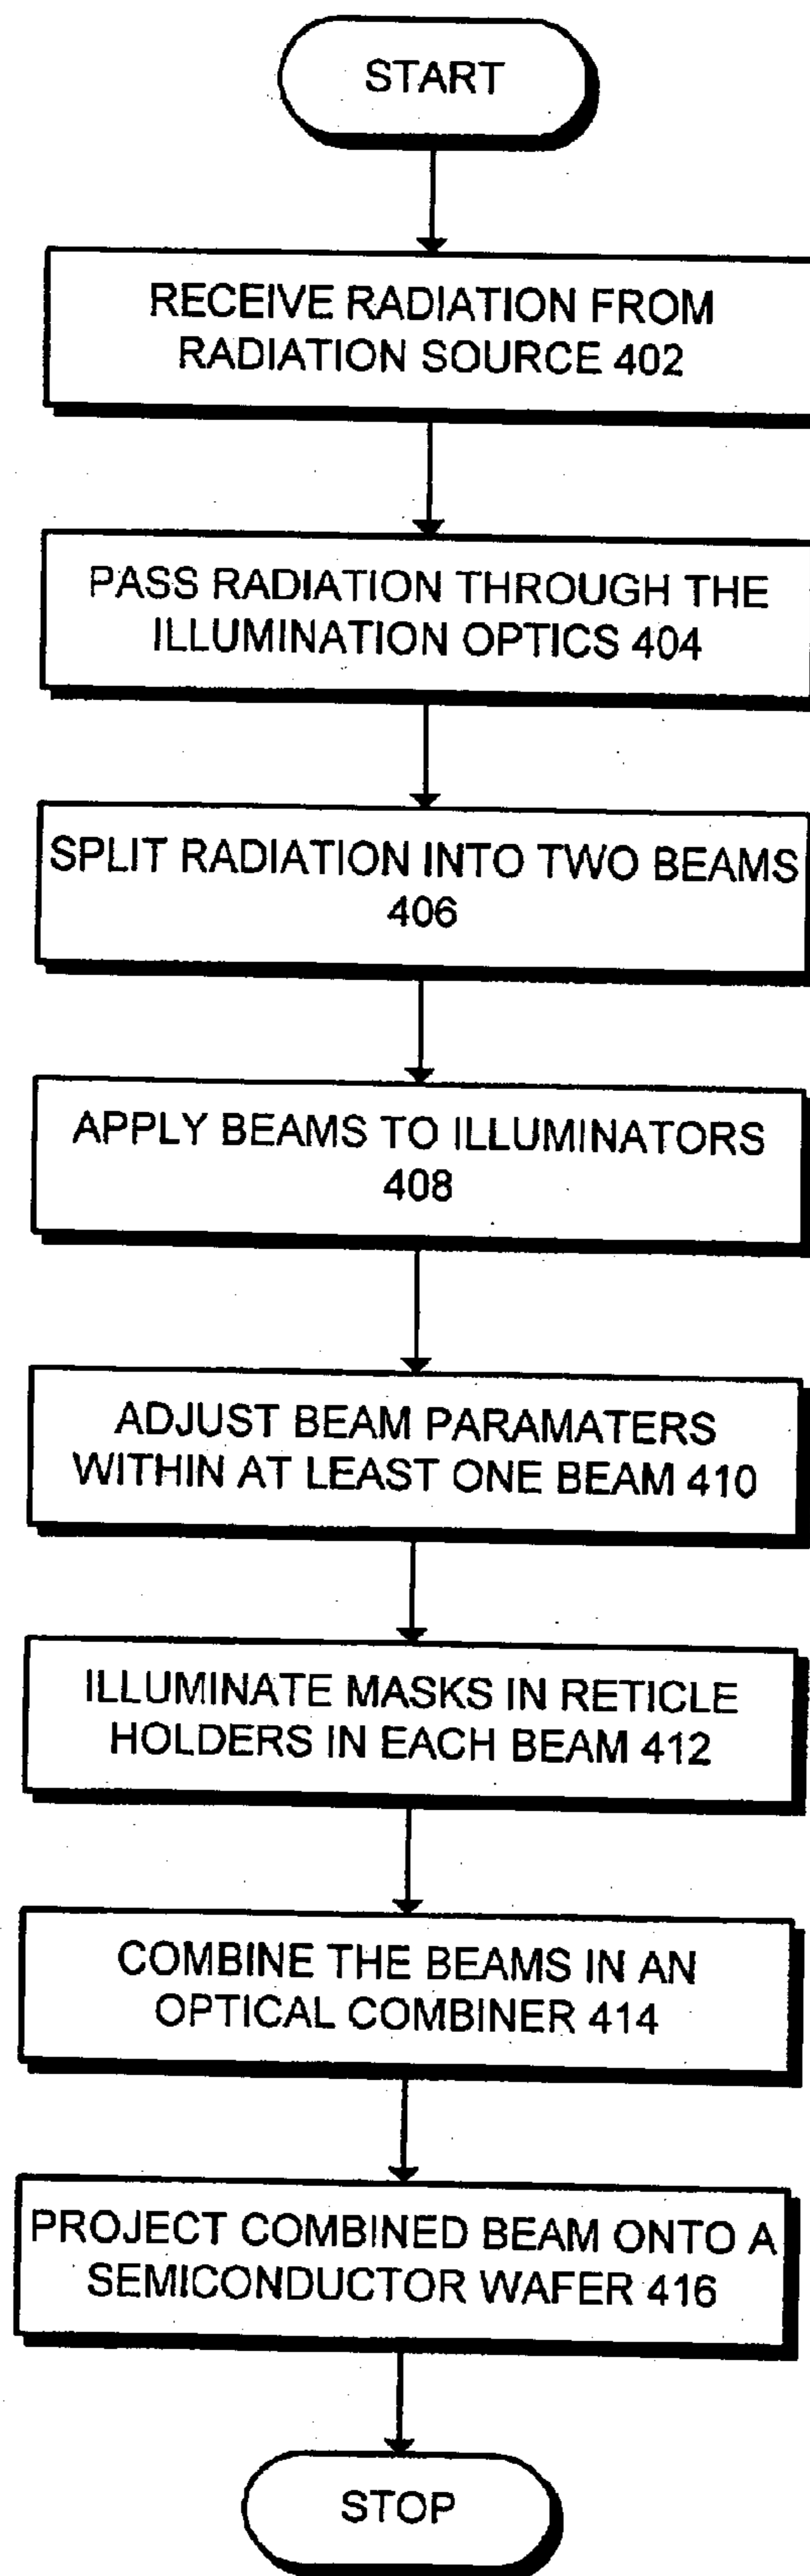 START
RECEIVE RADIATION FROM
RADIATION SOURCE 402
PASS RADIATION THROUGH THE
ILLUMINATION OPTICS 404
SPLIT RADIATION INTO TWO BEAMS
406
APPLY BEAMS TO ILLUMINATORS
408
ADJUST BEAM PARAMATERS
WITHIN AT LEAST ONE BEAM 410
ILLUMINATE MASKS IN RETICLE
HOLDERS IN EACH BEAM 412
COMBINE THE BEAMS IN AN
OPTICAL COMBINER 414
PROJECT COMBINED BEAM ONTO A
SEMICONDUCTOR WAFER 416
STOP